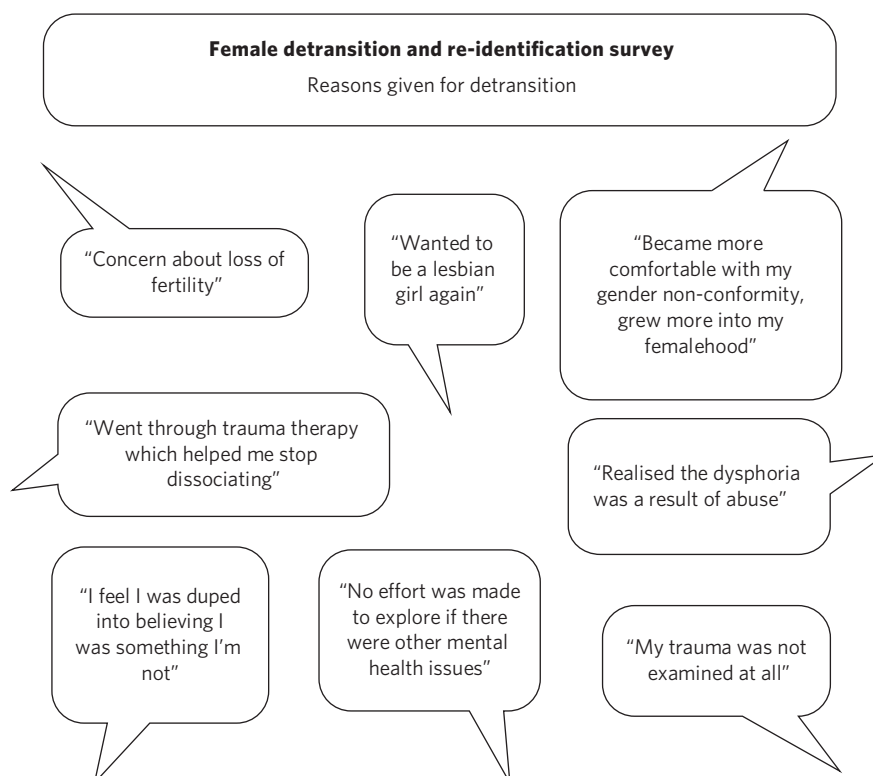 Female detransition and re-identification survey
Reasons given for detransition
“Concern about loss of
fertility”
“Wanted to
be a lesbian
girl again”
“Became more
comfortable with my
gender non-conformity,
grew more into my
femalehood”
“Went through trauma therapy
which helped me stop
dissociating”
“Realised the dysphoria
was a result of abuse”
“I feel I was duped
into believing I
was something I’m
not”
“No effort was made
to explore if there
were other mental
health issues”
“My trauma was not
examined at all”